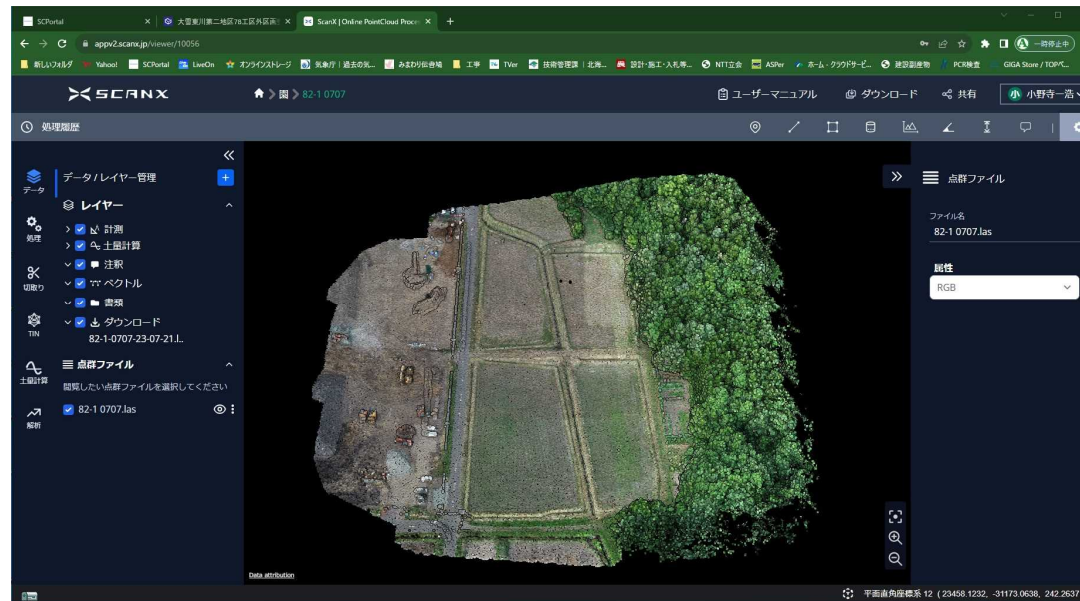 SCPortal
大雪東川第二地区78工区外区画
ScanX | Online PointCloud Proce
appv2.scanx.jp/viewer/10056
一時停止中
新しいフォルダ Yahoo! SCPortal LiveOn オンラインストレージ 気象庁 | 過去の気... みまわり伝書鳩 工事 TVer 技術管理課 | 北海... 設計・施工・入札等... NTT立会 ASPer ホーム - クラウドサービ... 建設副産物 PCR検査 GIGA Store / TOPペ...
SCANX
園 82-1 0707
ユーザーマニュアル ダウンロード 共有 小 小野寺一浩
処理履歴
データ データ / レイヤー管理
レイヤー
処理
計測
土量計算
切取り
注釈
ベクトル
書類
TIN
ダウンロード
82-1-0707-23-07-21.l..
土量計算
点群ファイル
閲覧したい点群ファイルを選択してください
解析
82-1 0707.las
点群ファイル
ファイル名
82-1 0707.las
属性
RGB
Data attribution
平面直角座標系 12 ( 23458.1232, -31173.0638, 242.2637